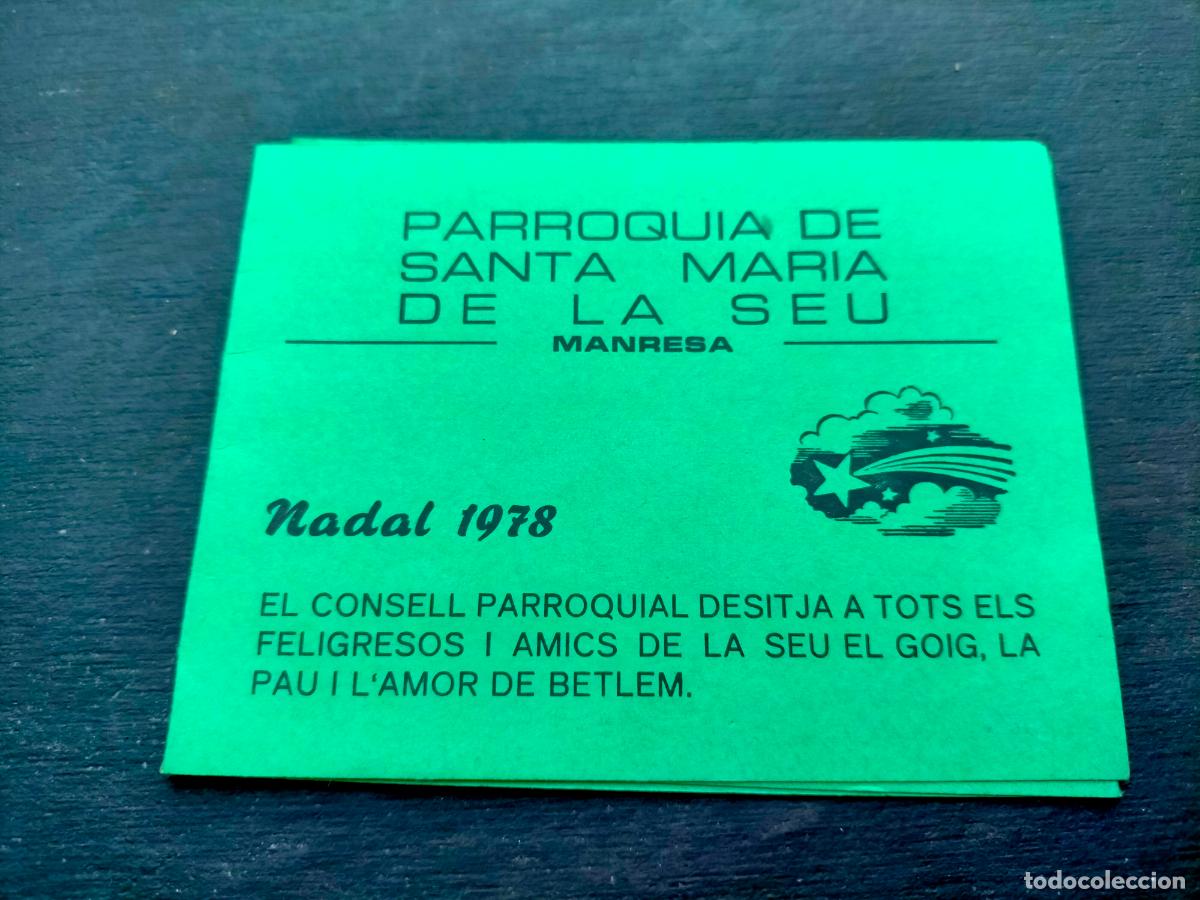 PARROQUIA DE
SANTA MARIA
DE LA SEU
MANRESA
Nadal 1978
EL CONSELL PARROQUIAL DESITJA A TOTS ELS
FELIGRESOS I AMICS DE LA SEU EL GOIG, LA
PAU I L'AMOR DE BETLEM.
todocoleccion